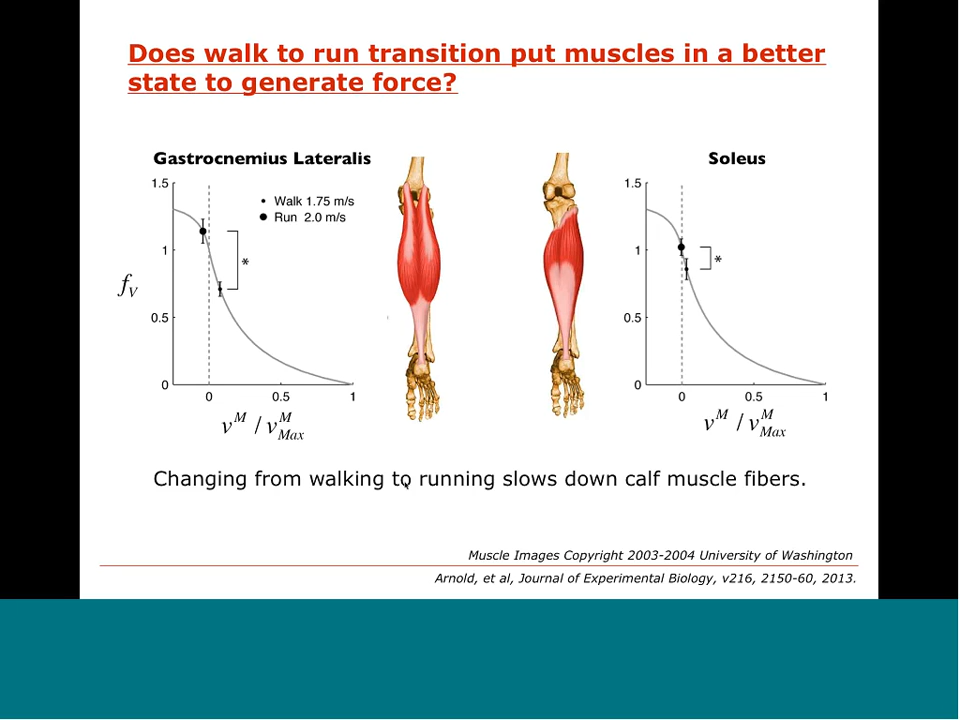 Does walk to run transition put muscles in a better
state to generate force?
Gastrocnemius Lateralis
1.5
1
0.5
0
0
0.5
1
Walk 1.75 m/s
Run 2.0 m/s
*
fV
vM / vMMax
Soleus
1.5
1
0.5
0
0
0.5
1
*
vM / vMMax
Changing from walking to running slows down calf muscle fibers.
Muscle Images Copyright 2003-2004 University of Washington
Arnold, et al, Journal of Experimental Biology, v216, 2150-60, 2013.